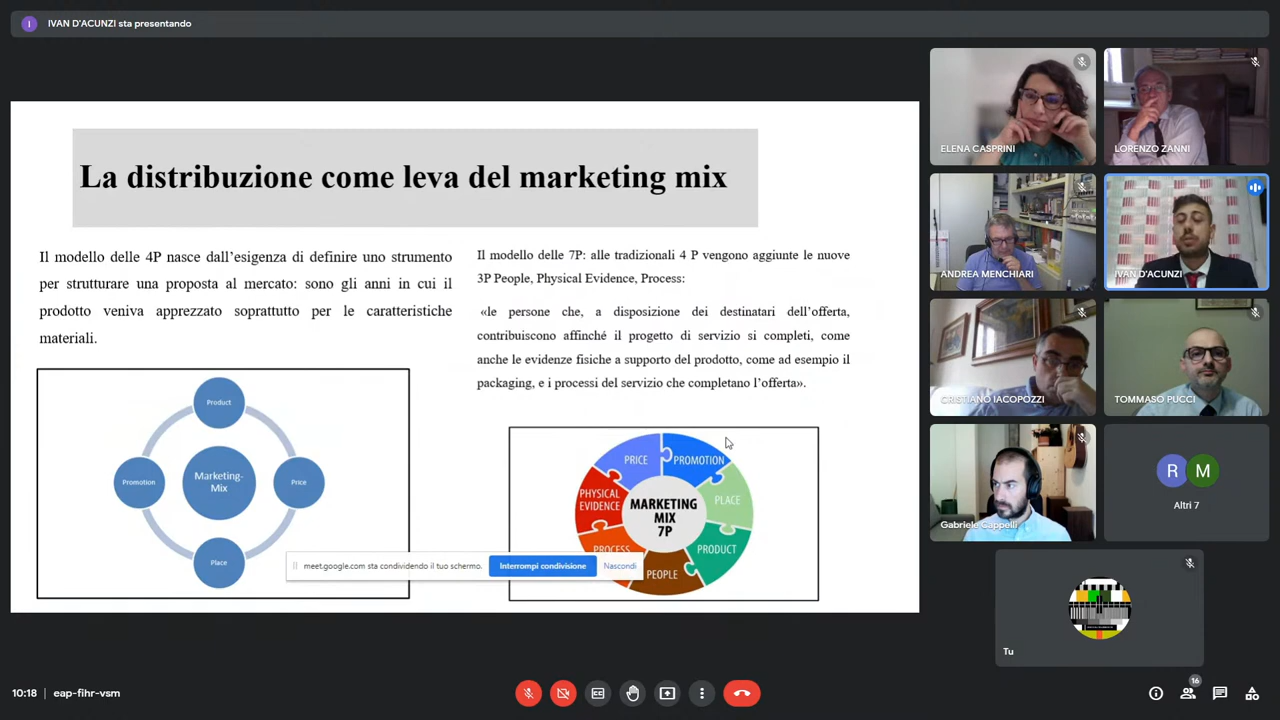 I
IVAN D'ACUNZI sta presentando
La distribuzione come leva del marketing mix
Il modello delle 4P nasce dall'esigenza di definire uno strumento
per strutturare una proposta al mercato: sono gli anni in cui il
prodotto veniva apprezzato soprattutto per le caratteristiche
materiali.
Product
Promotion
Marketing-
Mix
Price
Place
Il modello delle 7P: alle tradizionali 4 P vengono aggiunte le nuove
3P People, Physical Evidence, Process:
«le persone che, a disposizione dei destinatari dell'offerta,
contribuiscono affinché il progetto di servizio si completi, come
anche le evidenze fisiche a supporto del prodotto, come ad esempio il
packaging, e i processi del servizio che completano l'offerta».
PRICE
PROMOTION
PHYSICAL
EVIDENCE
PLACE
MARKETING
MIX
7P
PROCESS
PRODUCT
PEOPLE
meet.google.com sta condividendo il tuo schermo.
Interrompi condivisione
Nascondi
ELENA CASPRINI
LORENZO ZANNI
ANDREA MENCHIARI
IVAN D'ACUNZI
CRISTIANO IACOPOZZI
TOMMASO PUCCI
Gabriele Cappelli
R
M
Altri 7
Tu
10:18 | eap-fihr-vsm
16